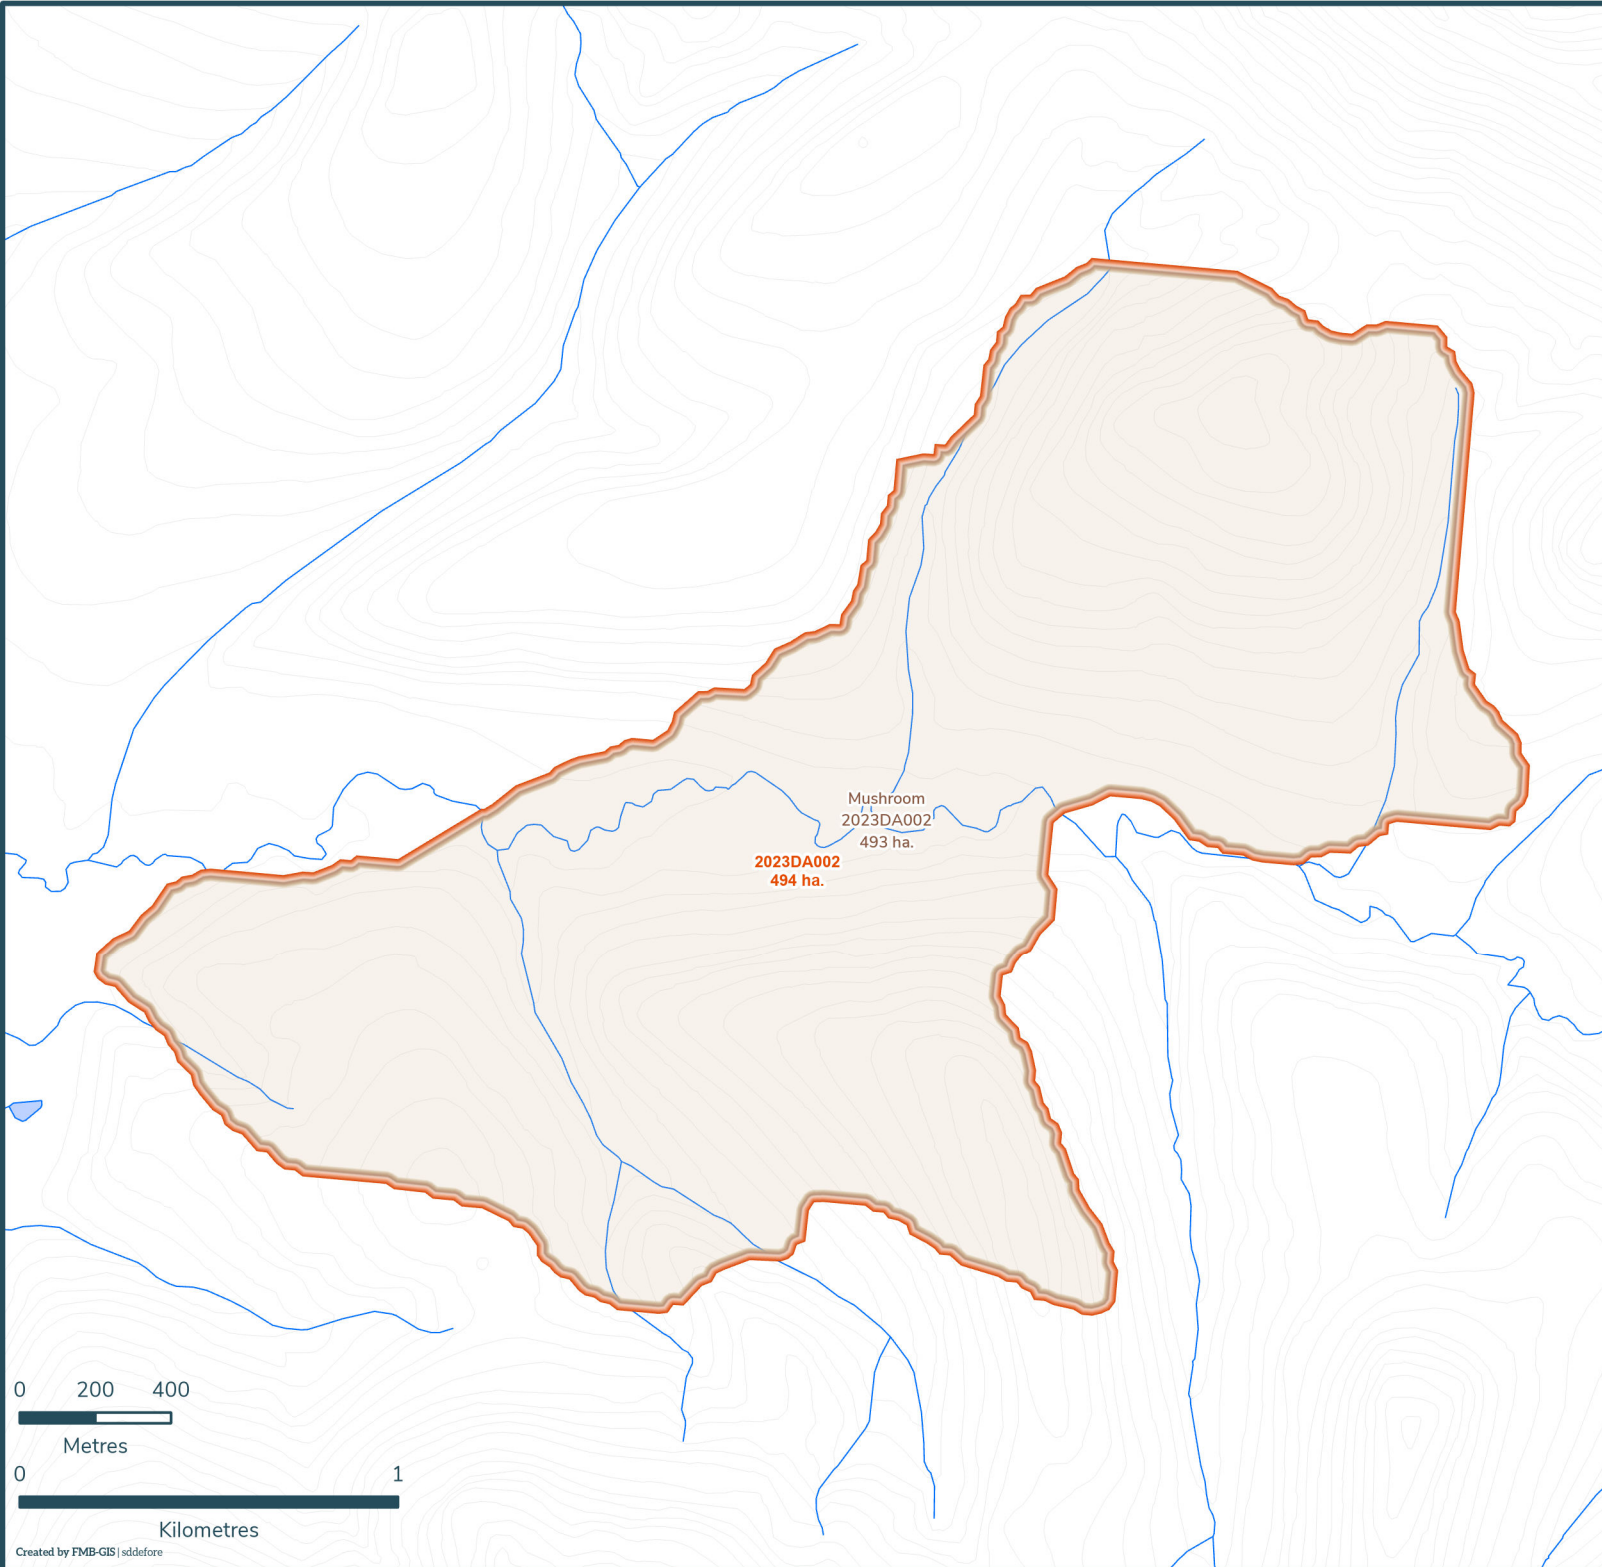 Mushroom
2023DA002
493 ha.
2023DA002
494 ha.
0 200 400
Metres
0 1
Kilometres
Created by FMB-GIS | sddefore